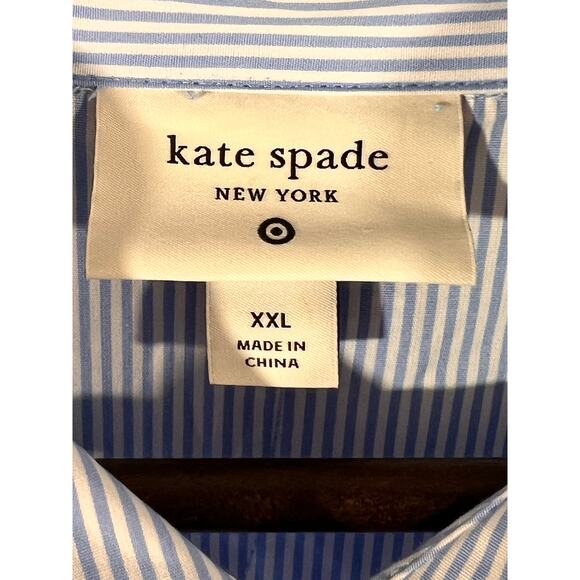 kate spade
NEW YORK
XXL
MADE IN
CHINA